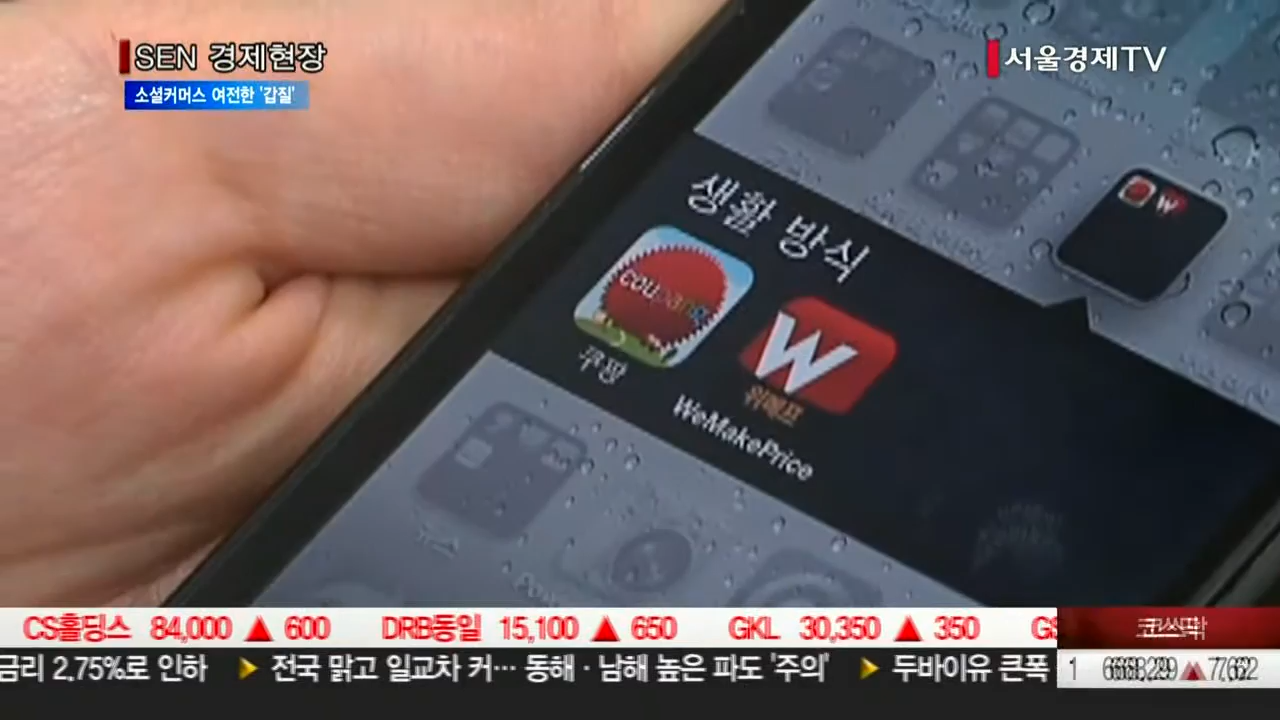 SEN 경제현장
서울경제TV
소셜커머스 여전한 '갑질'
생활 방식
coupang
쿠팡
W
위메프
WeMakePrice
CS홀딩스 84,000 ▲ 600 DRB동일 15,100 ▲ 650 GKL 30,350 ▲ 350 GS
금리 2.75%로 인하 ▶ 전국 맑고 일교차 커… 동해·남해 높은 파도 '주의' ▶ 두바이유 큰폭